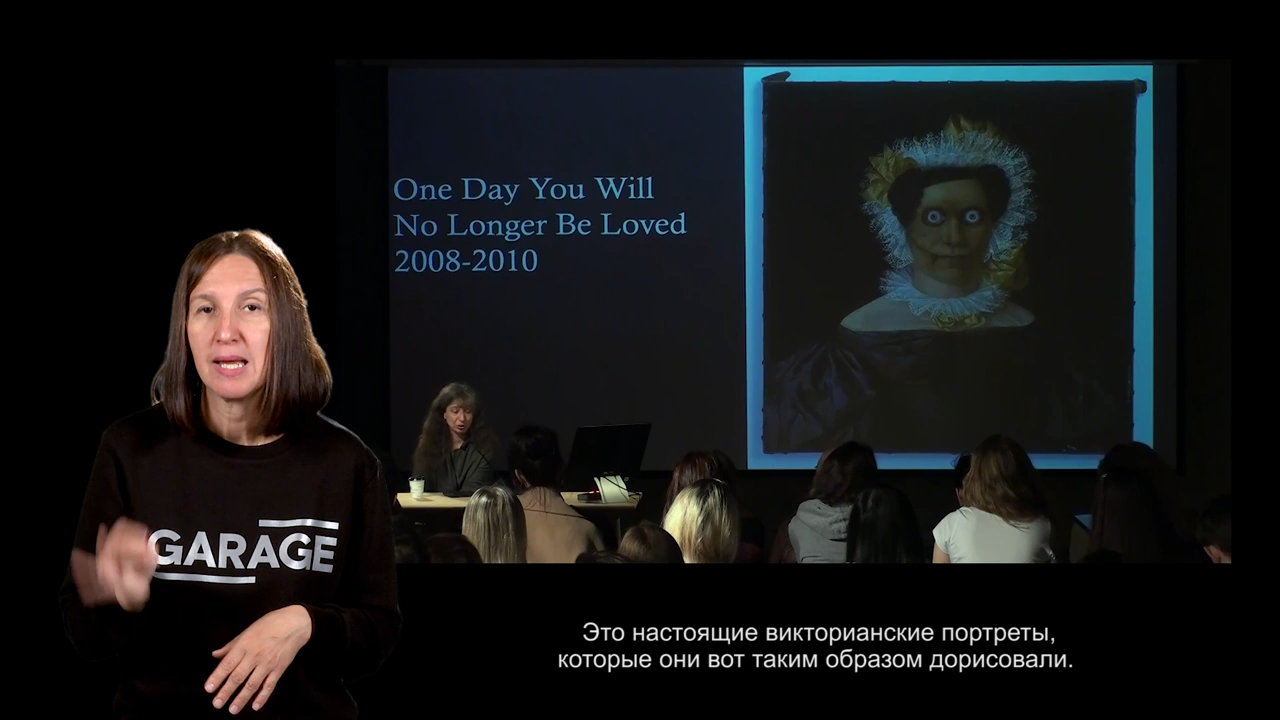 One Day You Will
No Longer Be Loved
2008-2010
GARAGE
Это настоящие викторианские портреты,
которые они вот таким образом дорисовали.